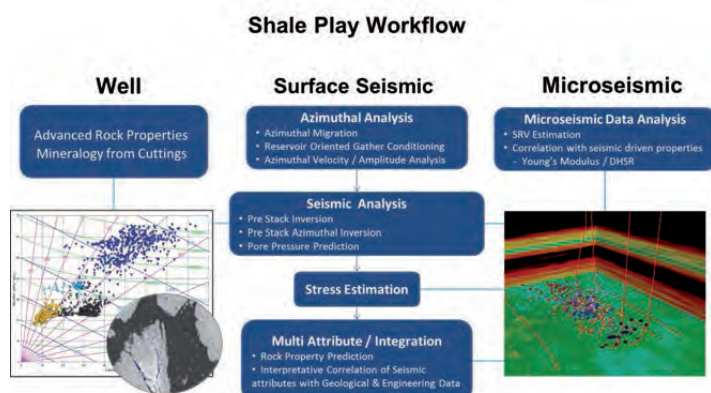 Shale Play Workflow
Well
Surface Seismic
Microseismic
Advanced Rock Properties
Mineralogy from Cuttings
Azimuthal Analysis
• Azimuthal Migration
• Reservoir Oriented Gather Conditioning
• Azimuthal Velocity / Amplitude Analysis
Microseismic Data Analysis
• SRV Estimation
• Correlation with seismic driven properties
- Young's Modulus / DHSR
Seismic Analysis
• Pre Stack Inversion
• Pre Stack Azimuthal Inversion
• Pore Pressure Prediction
Stress Estimation
Multi Attribute / Integration
• Rock Property Prediction
• Interpretive Correlation of Seismic
attributes with Geological & Engineering Data